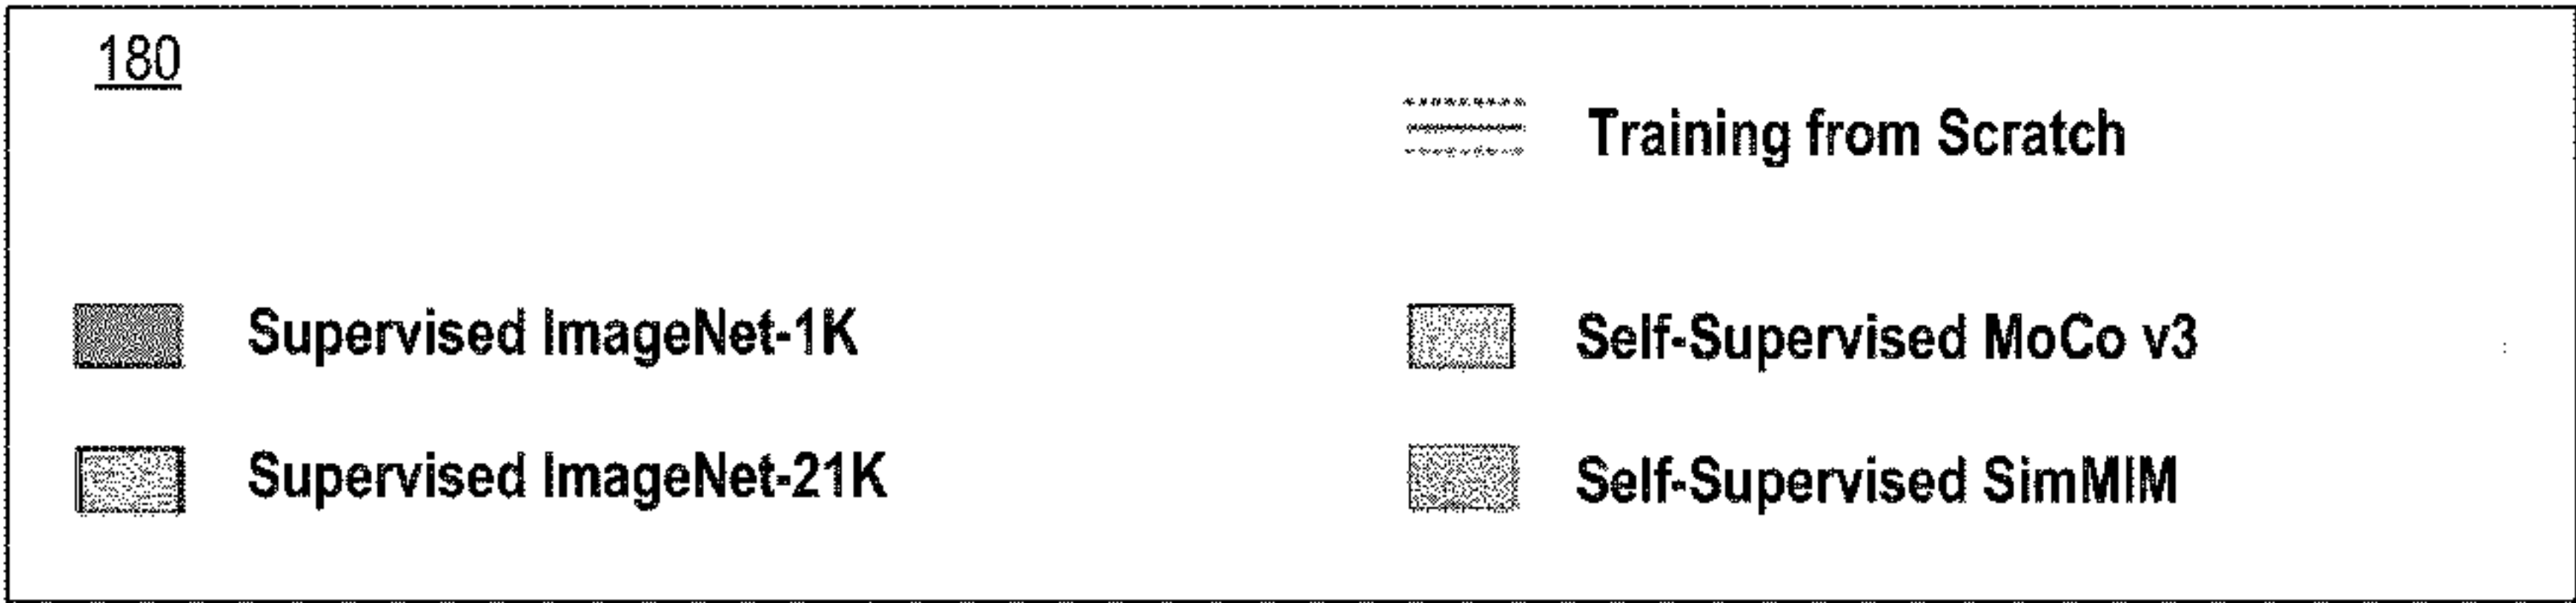 180
Training from Scratch
Supervised ImageNet-1K
Self-Supervised MoCo v3
Supervised ImageNet-21K
Self-Supervised SimMIM